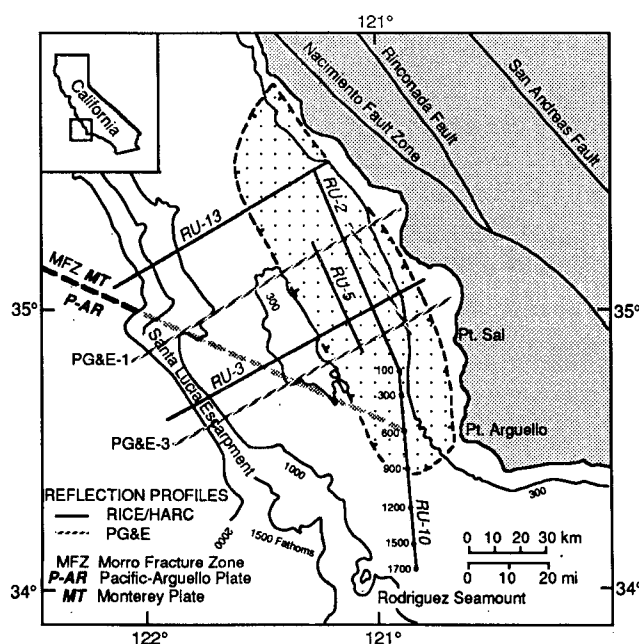 121°
California
Nacimiento Fault Zone
Rinconada Fault
San Andreas Fault
RU-2
RU-13
MFZ MT
P-AR
RU-5
35°
35°
300
Pt. Sal
PG&E-1
RU-3
Santa Lucia Escarpment
100
300
600
900
1200
1500
1700
Pt. Arguello
PG&E-3
1000
300
RU-10
REFLECTION PROFILES
RICE/HARC
PG&E
2000
1500 Fathoms
MFZ Morro Fracture Zone
P-AR Pacific-Arguello Plate
MT Monterey Plate
0 10 20 30 km
0 10 20 mi
34°
34°
Rodriguez Seamount
122°
121°